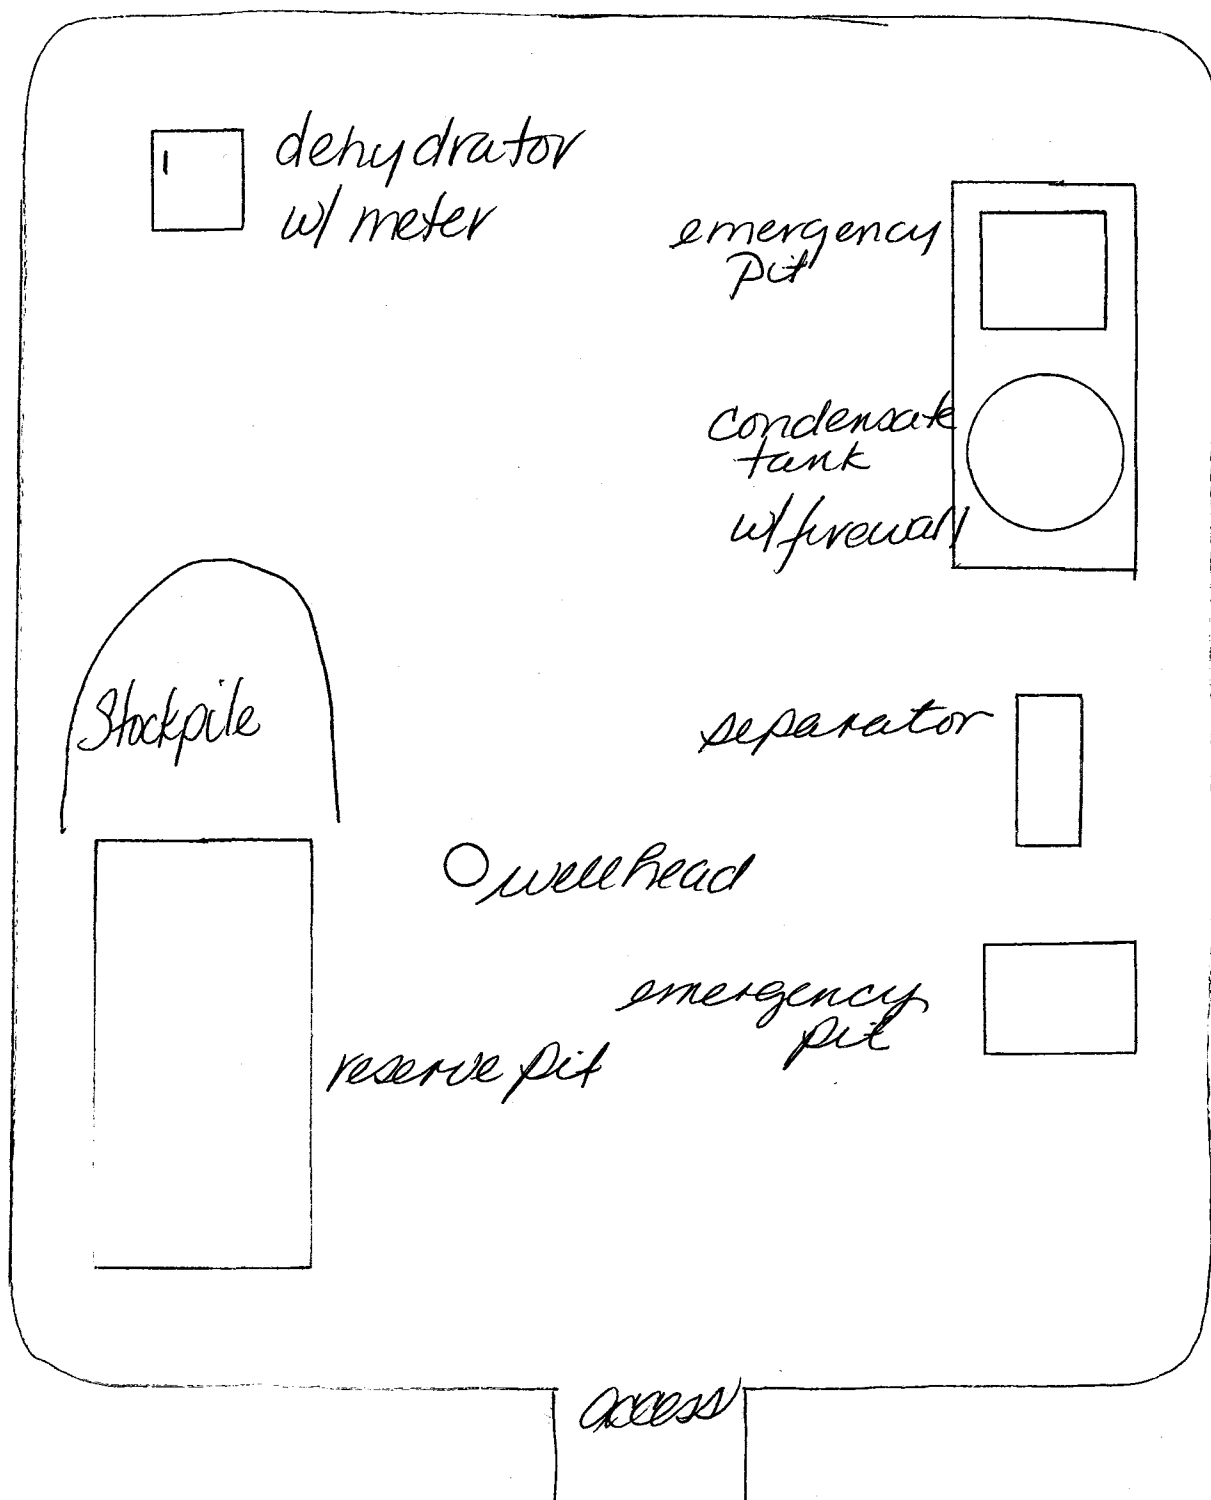 dehydrator
w/ meter
emergency
pit
condensate
tank
w/ firewall
Stockpile
separator
wellhead
emergency
pit
reserve pit
access